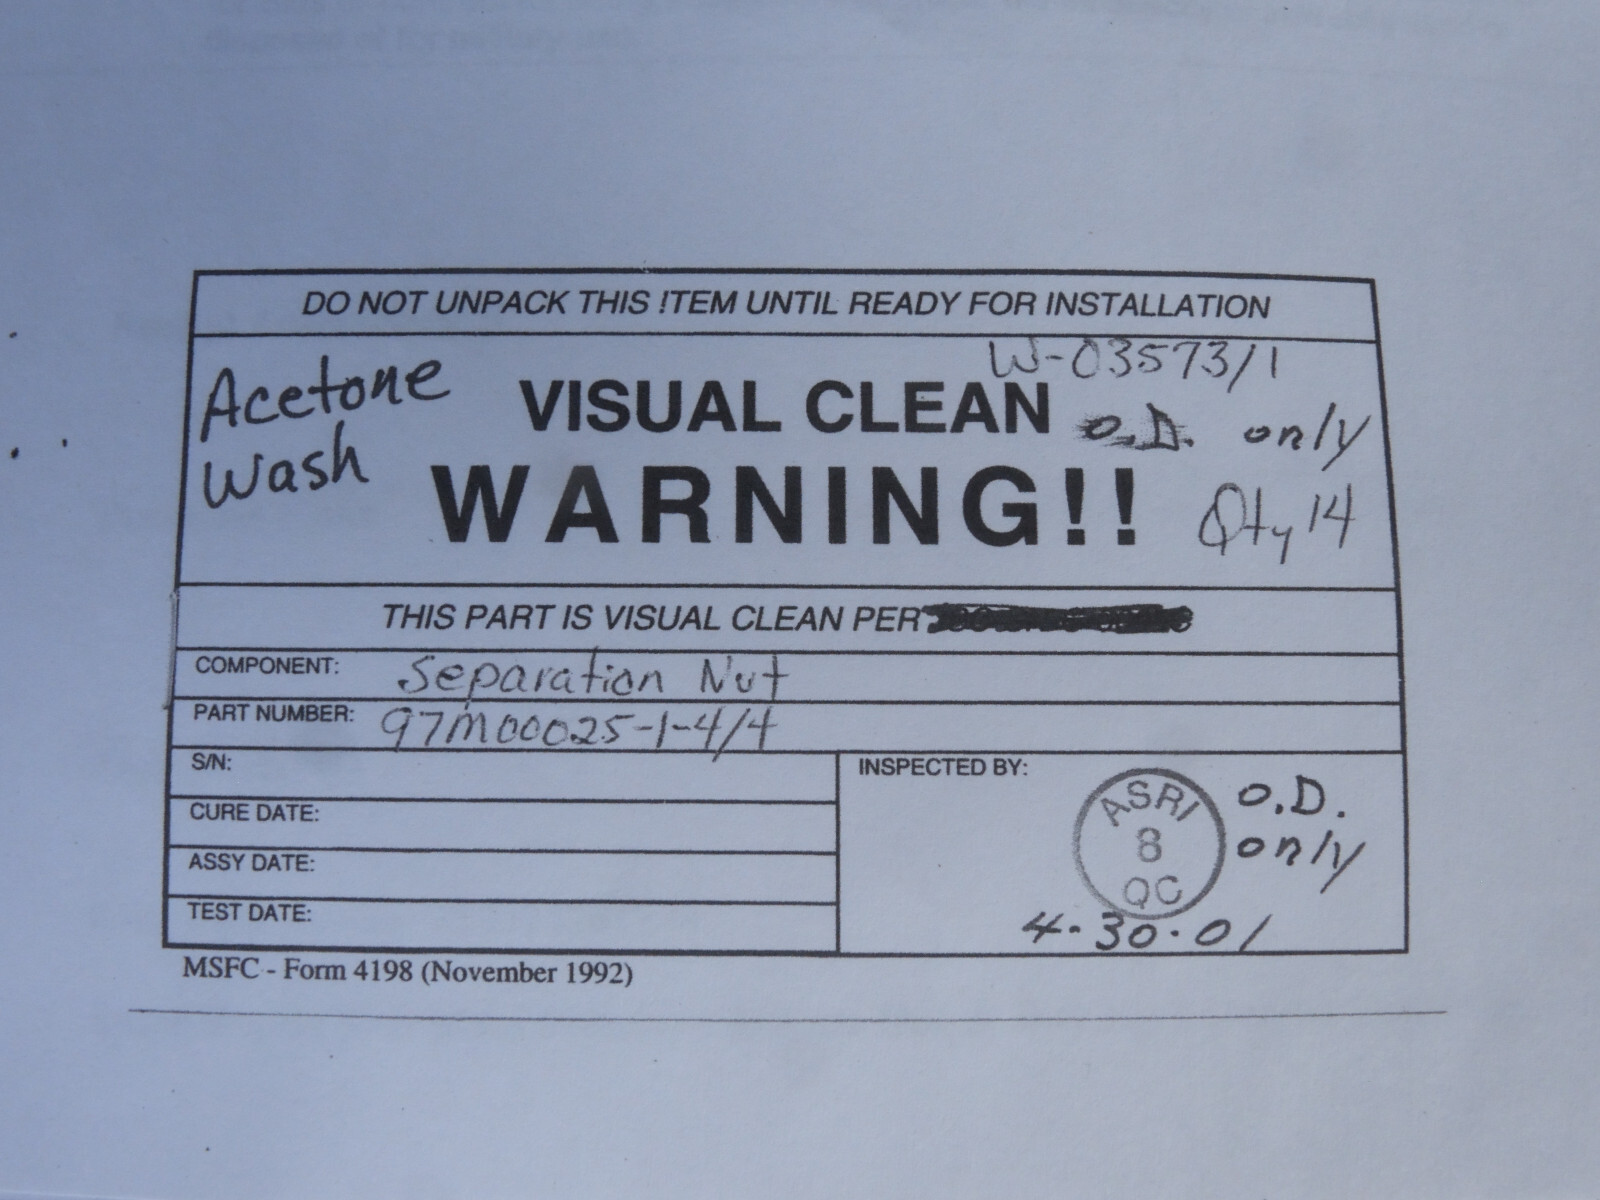 DO NOT UNPACK THIS !TEM UNTIL READY FOR INSTALLATION
W-03573/1
Acetone
Wash
VISUAL CLEAN o.D. only
WARNING!! Qty 14
THIS PART IS VISUAL CLEAN PER
COMPONENT: Separation Nut
PART NUMBER: 97M00025-1-4/4
S/N:
CURE DATE:
ASSY DATE:
TEST DATE:
INSPECTED BY:
ASRI
8
QC
O.D.
only
4-30-01
MSFC - Form 4198 (November 1992)